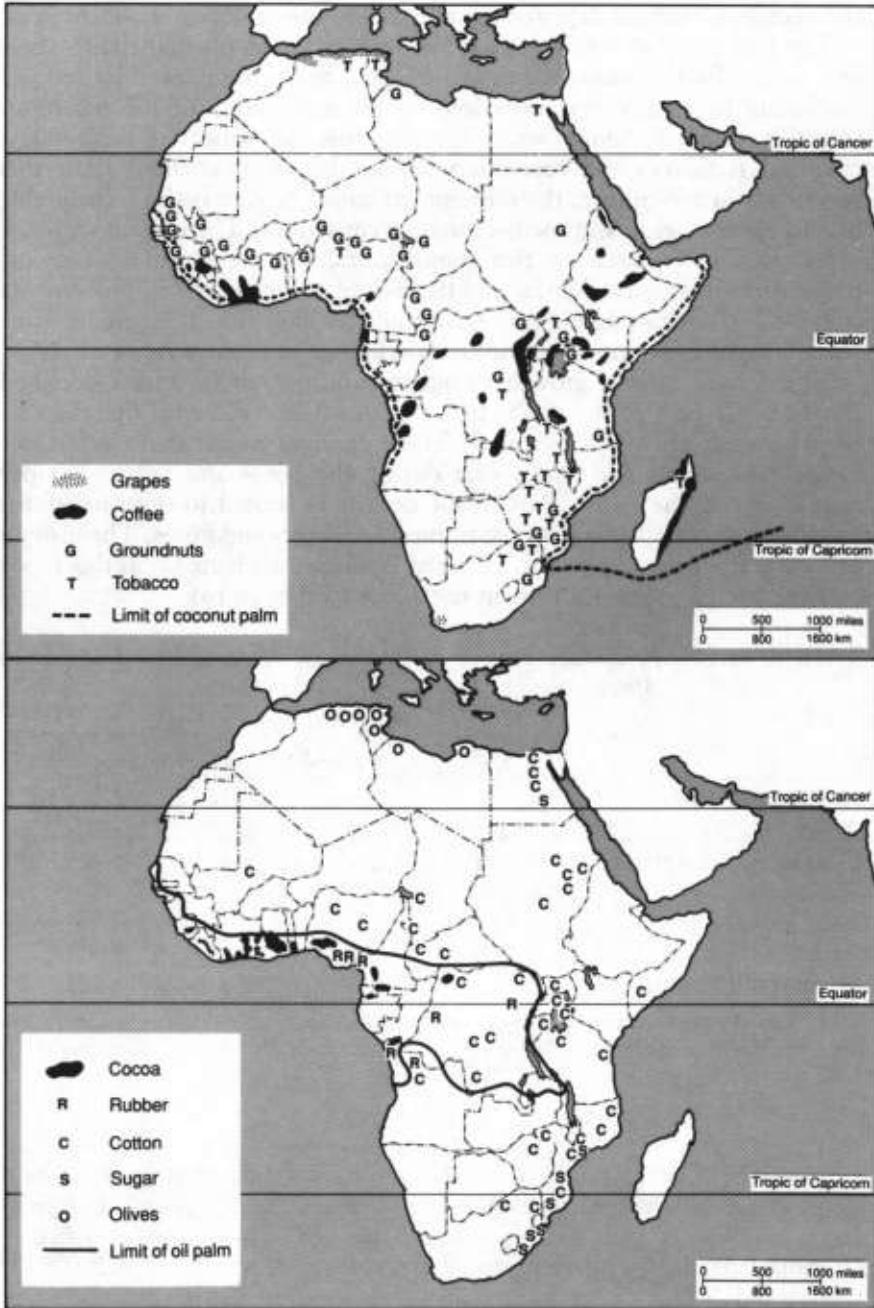 Tropic of Cancer
Equator
Tropic of Capricorn
Grapes
Coffee
G Groundnuts
T Tobacco
Limit of coconut palm
0 500 1000 miles
0 800 1600 km
Tropic of Cancer
Equator
Tropic of Capricorn
Cocoa
R Rubber
C Cotton
S Sugar
O Olives
Limit of oil palm
0 500 1000 miles
0 800 1600 km